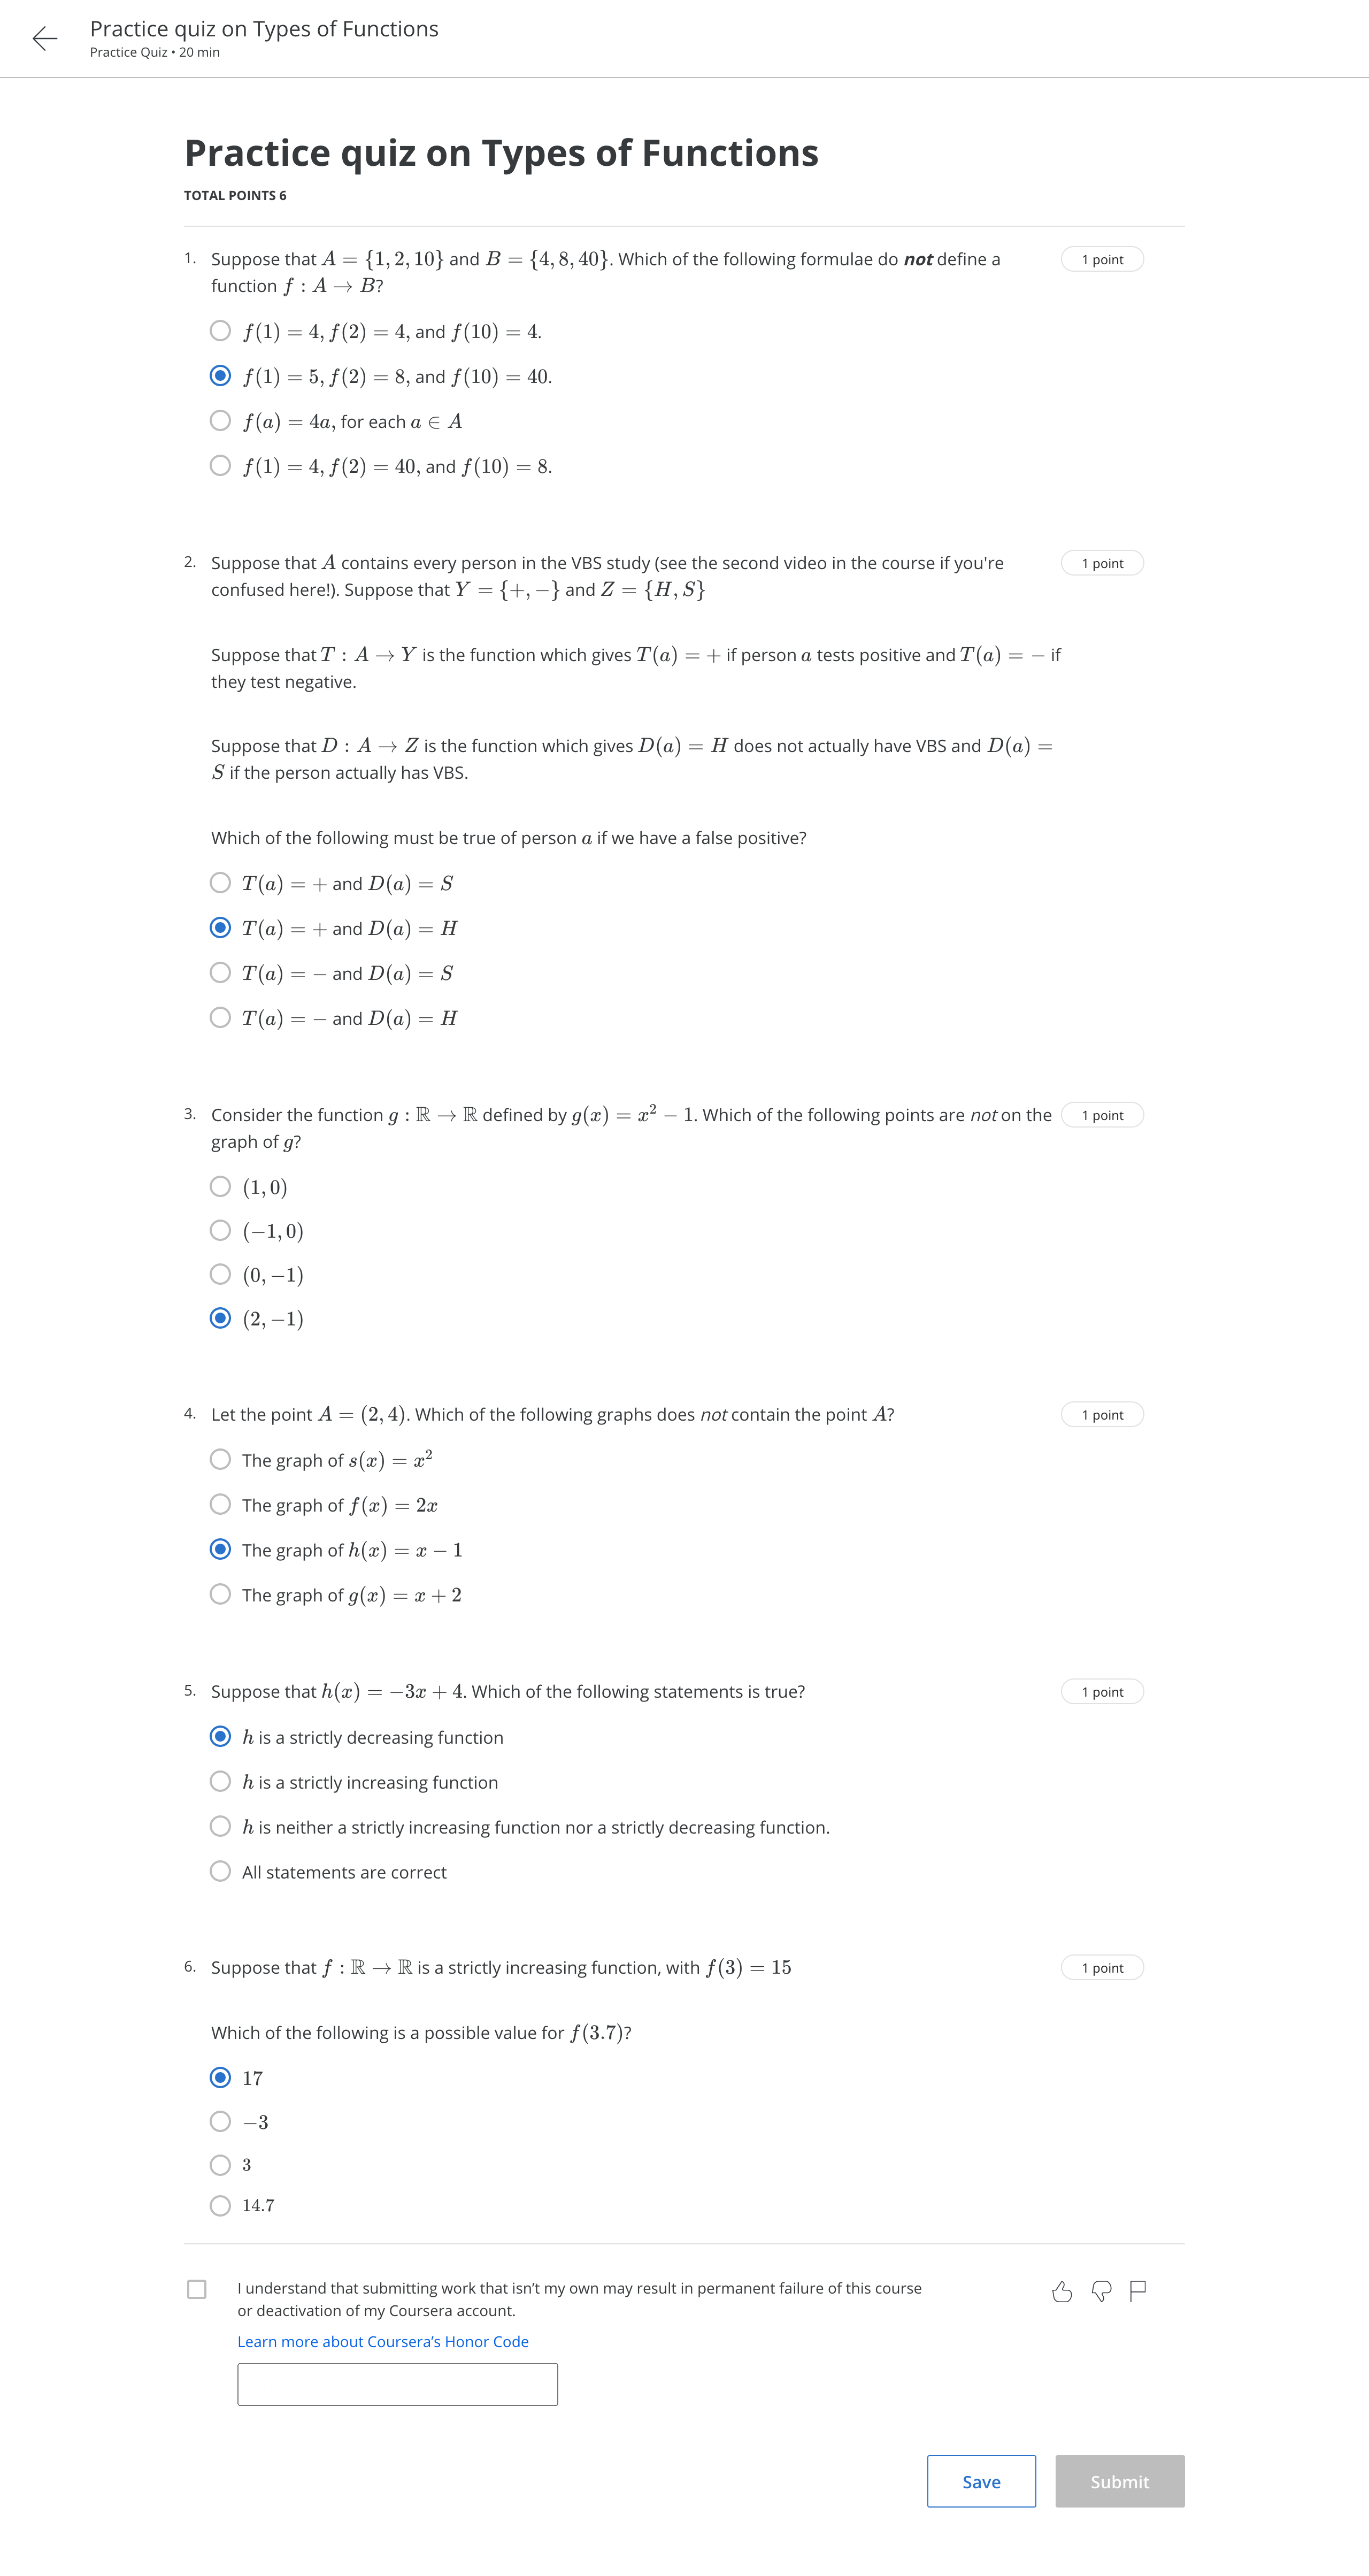 Practice quiz on Types of Functions
Practice Quiz • 20 min
Practice quiz on Types of Functions
TOTAL POINTS 6
1. Suppose that A = {1, 2, 10} and B = {4, 8, 40}. Which of the following formulae do not define a 1 point
function f : A → B?
f(1) = 4, f(2) = 4, and f(10) = 4.
f(1) = 5, f(2) = 8, and f(10) = 40.
f(a) = 4a, for each a ∈ A
f(1) = 4, f(2) = 40, and f(10) = 8.
2. Suppose that A contains every person in the VBS study (see the second video in the course if you're 1 point
confused here!). Suppose that Y = {+, −} and Z = {H, S}
Suppose that T : A → Y is the function which gives T(a) = + if person a tests positive and T(a) = − if
they test negative.
Suppose that D : A → Z is the function which gives D(a) = H does not actually have VBS and D(a) =
S if the person actually has VBS.
Which of the following must be true of person a if we have a false positive?
T(a) = + and D(a) = S
T(a) = + and D(a) = H
T(a) = − and D(a) = S
T(a) = − and D(a) = H
3. Consider the function g : ℝ → ℝ defined by g(x) = x² − 1. Which of the following points are not on the 1 point
graph of g?
(1, 0)
(−1, 0)
(0, −1)
(2, −1)
4. Let the point A = (2, 4). Which of the following graphs does not contain the point A? 1 point
The graph of s(x) = x²
The graph of f(x) = 2x
The graph of h(x) = x − 1
The graph of g(x) = x + 2
5. Suppose that h(x) = −3x + 4. Which of the following statements is true? 1 point
h is a strictly decreasing function
h is a strictly increasing function
h is neither a strictly increasing function nor a strictly decreasing function.
All statements are correct
6. Suppose that f : ℝ → ℝ is a strictly increasing function, with f(3) = 15 1 point
Which of the following is a possible value for f(3.7)?
17
−3
3
14.7
I understand that submitting work that isn’t my own may result in permanent failure of this course
or deactivation of my Coursera account.
Learn more about Coursera’s Honor Code
Save Submit